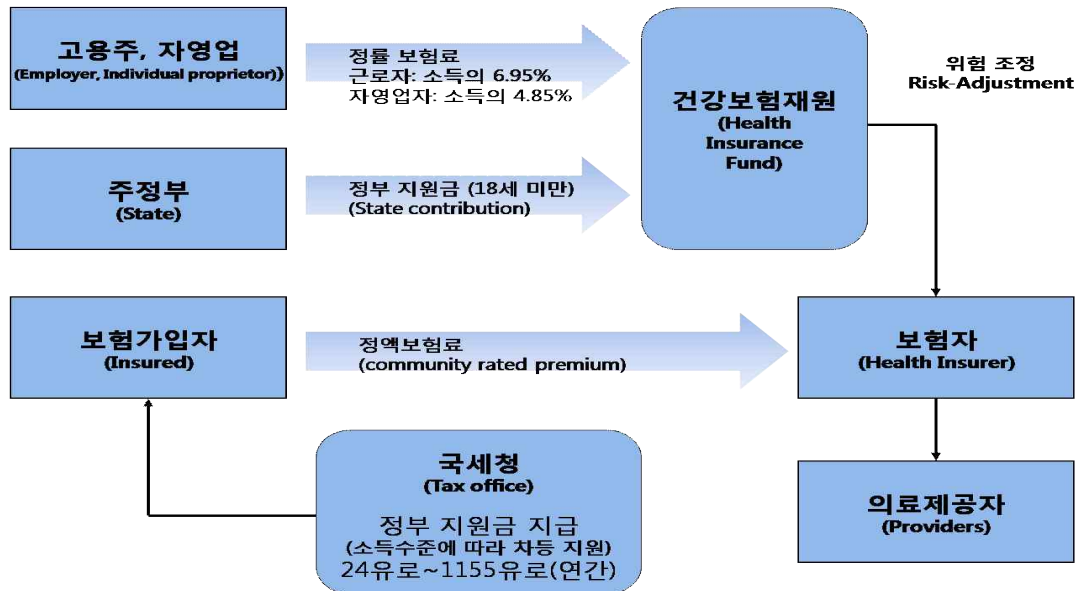 고용주, 자영업
(Employer, Individual proprietor))
정률 보험료
근로자: 소득의 6.95%
자영업자: 소득의 4.85%
건강보험재원
(Health
Insurance
Fund)
위험 조정
Risk-Adjustment
주정부
(State)
정부 지원금 (18세 미만)
(State contribution)
보험가입자
(Insured)
정액보험료
(community rated premium)
보험자
(Health Insurer)
국세청
(Tax office)
정부 지원금 지급
(소득수준에 따라 차등 지원)
24유로~1155유로(연간)
의료제공자
(Providers)